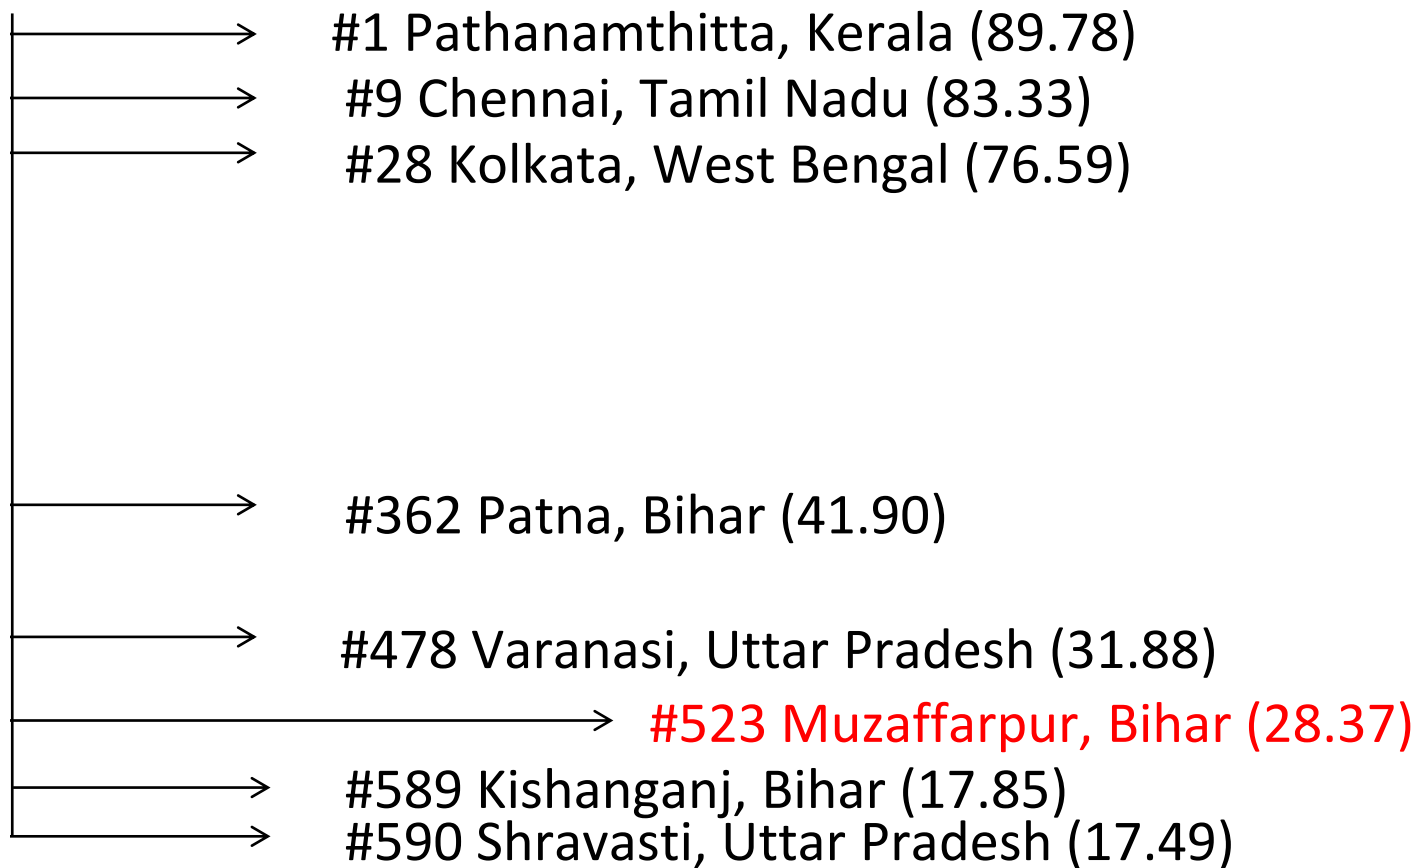 #1 Pathanamthitta, Kerala (89.78)
#9 Chennai, Tamil Nadu (83.33)
#28 Kolkata, West Bengal (76.59)
#362 Patna, Bihar (41.90)
#478 Varanasi, Uttar Pradesh (31.88)
#523 Muzaffarpur, Bihar (28.37)
#589 Kishanganj, Bihar (17.85)
#590 Shravasti, Uttar Pradesh (17.49)